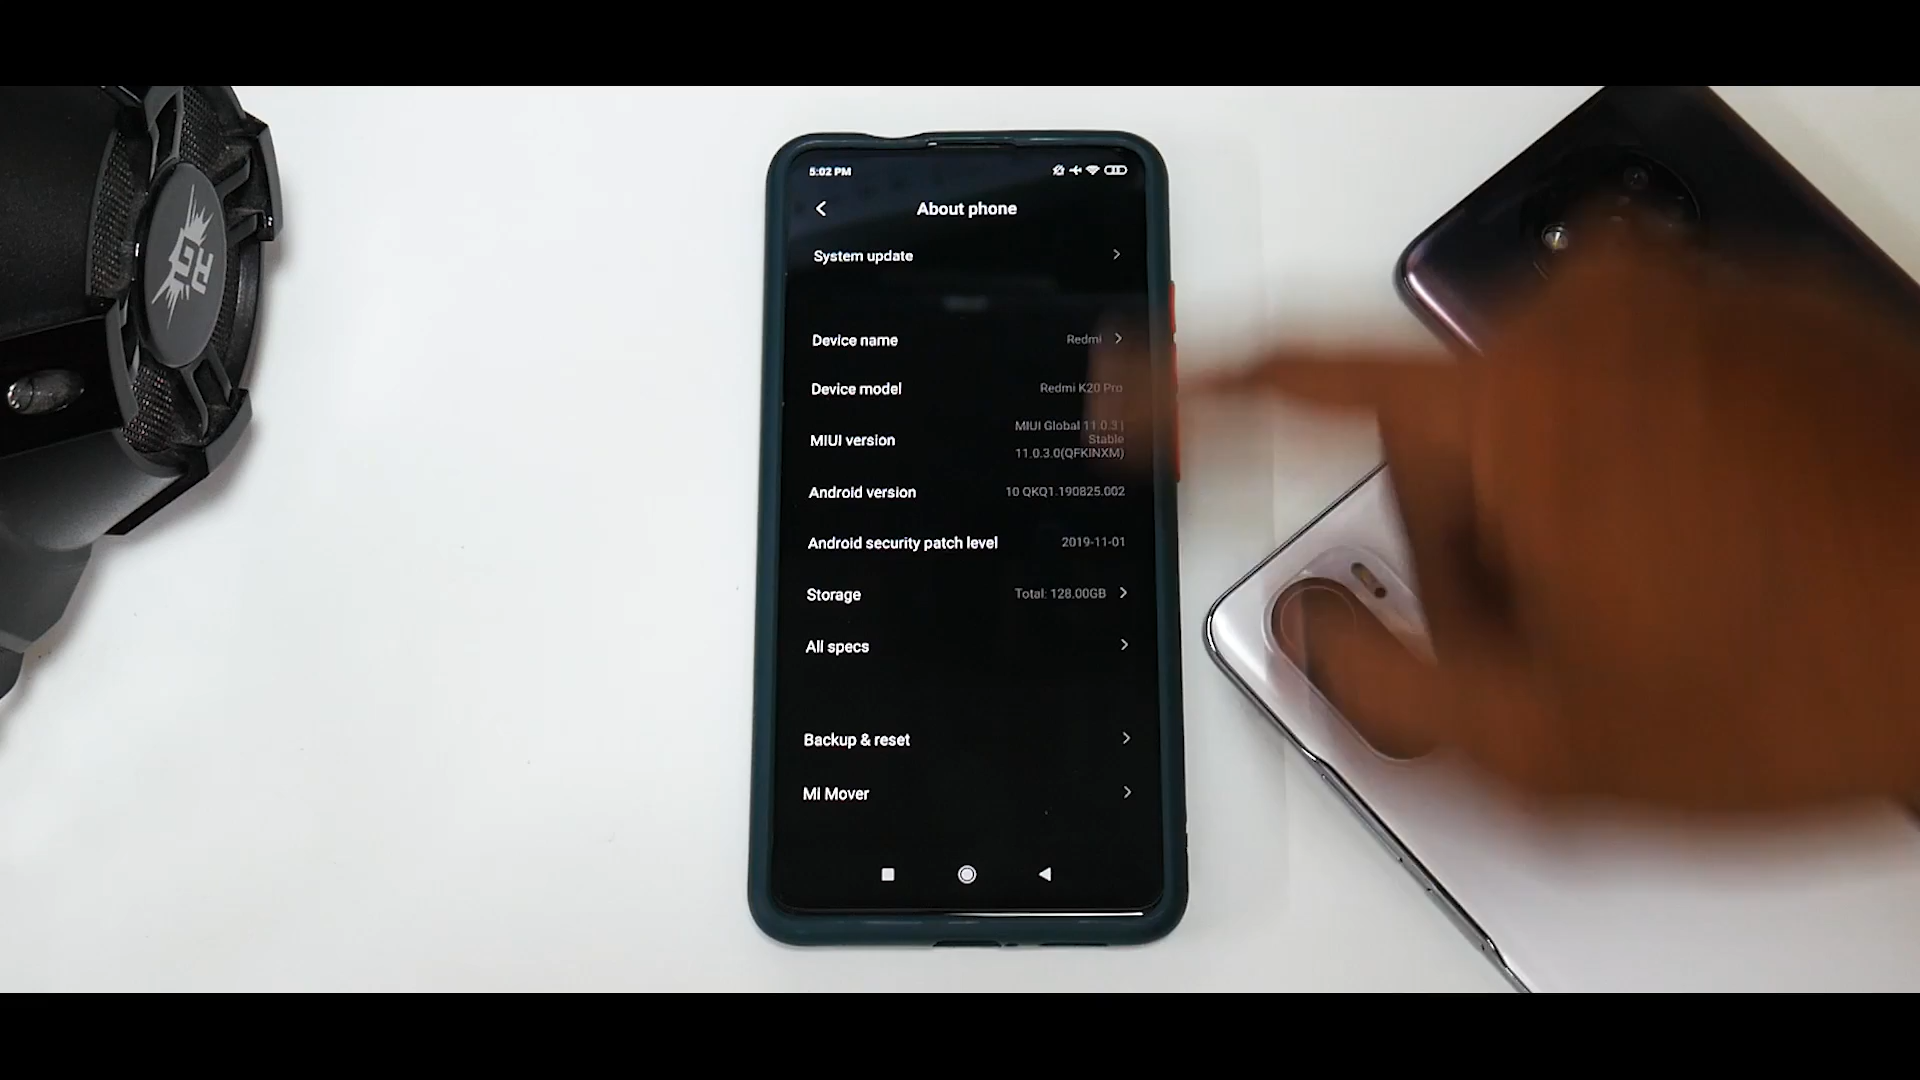 5:02 PM
About phone
System update
Device name
Redmi
Device model
Redmi K20 Pro
MIUI version
MIUI Global 11.0.3 |
Stable
11.0.3.0(QFKINXM)
Android version
10 QKQ1.190825.002
Android security patch level
2019-11-01
Storage
Total: 128.00GB
All specs
Backup & reset
Mi Mover